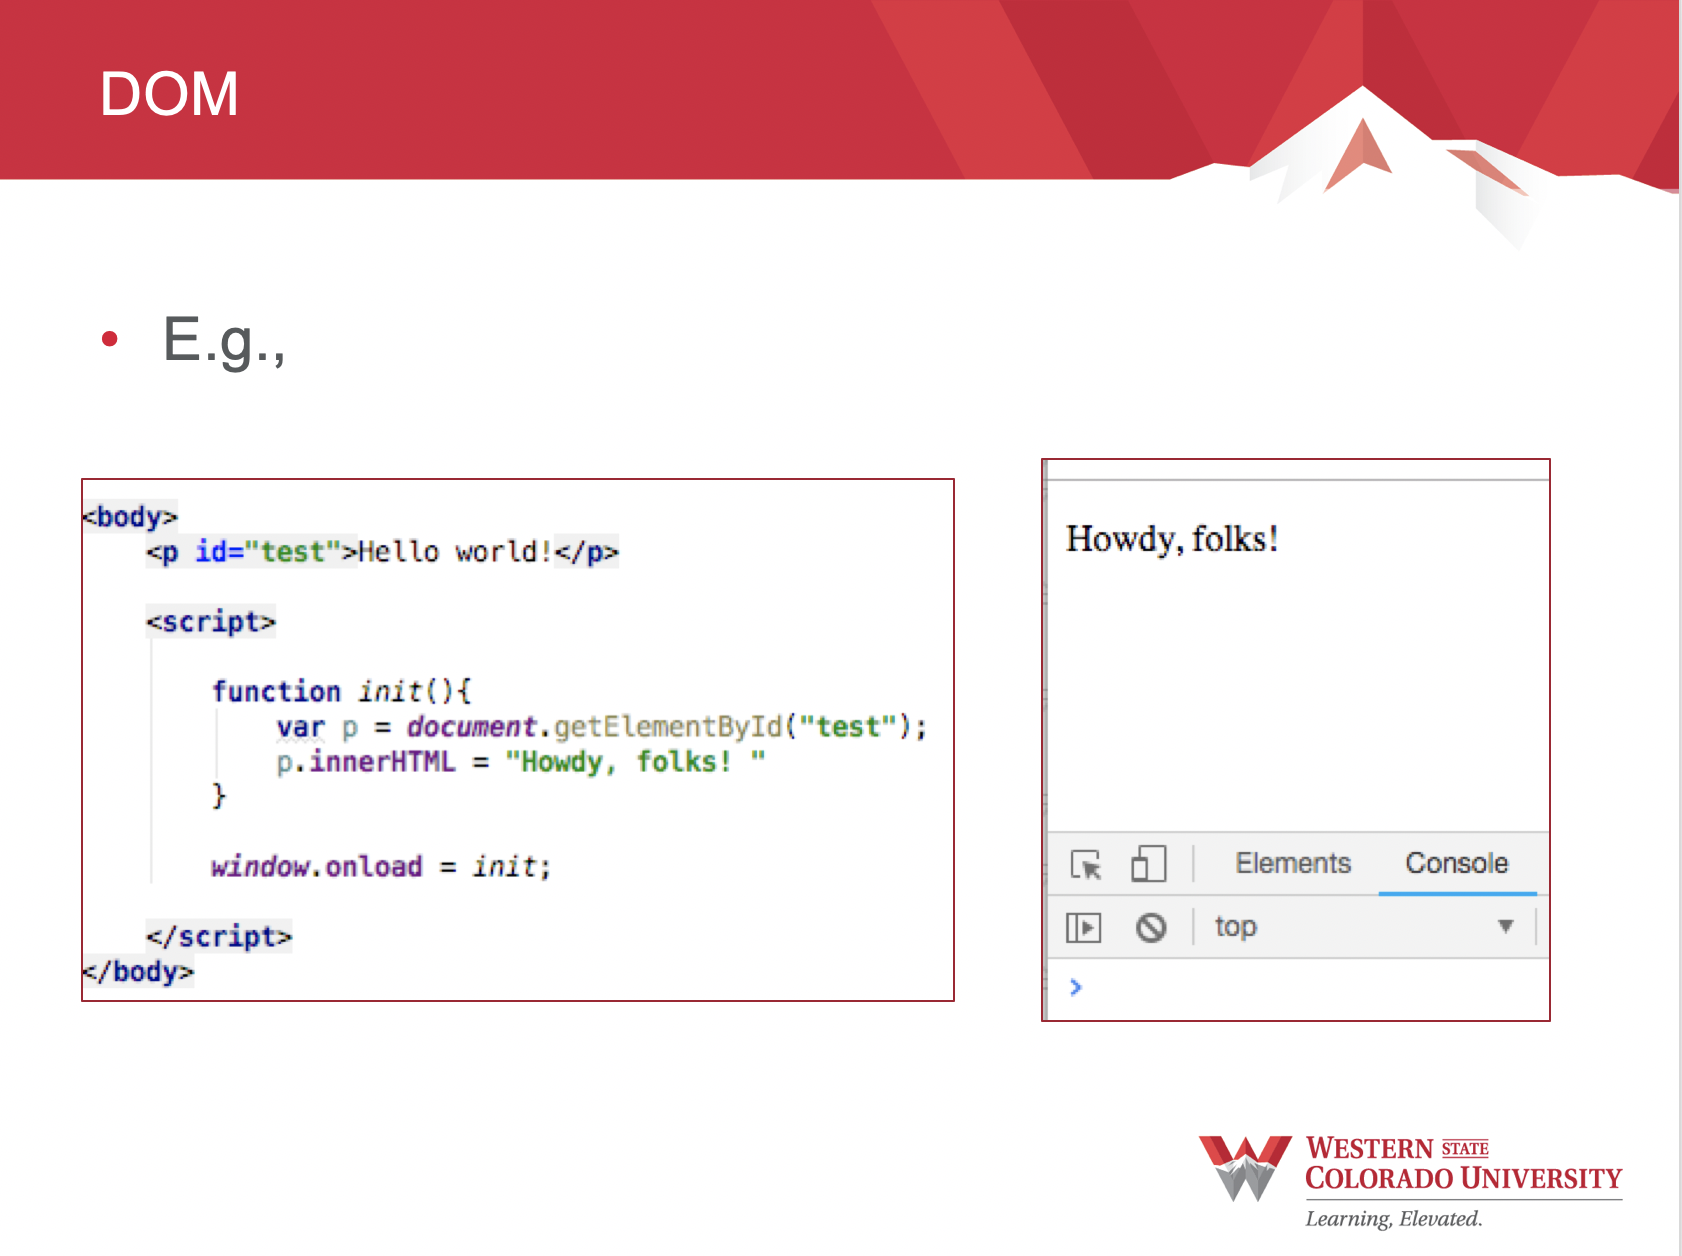 DOM
• E.g.,
<body>
<p id="test">Hello world!</p>
<script>
function init(){
var p = document.getElementById("test");
p.innerHTML = "Howdy, folks! "
}
window.onload = init;
</script>
</body>
Howdy, folks!
Elements Console
top
>
WESTERN STATE
COLORADO UNIVERSITY
Learning, Elevated.